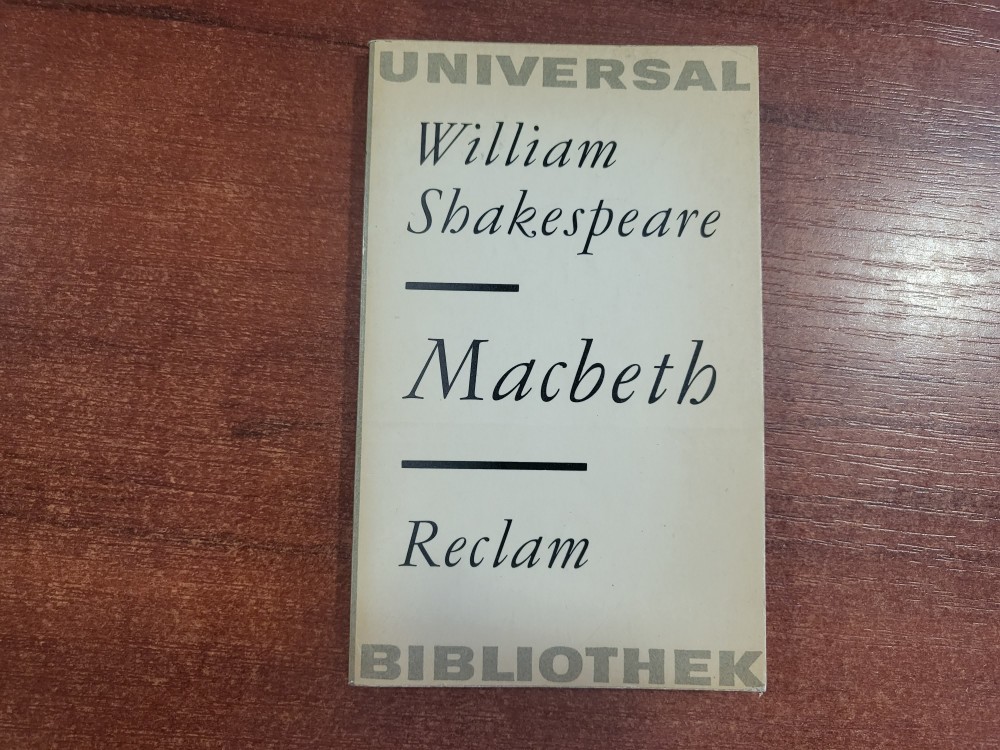 UNIVERSAL
William
Shakespeare
Macbeth
Reclam
BIBLIOTHEK